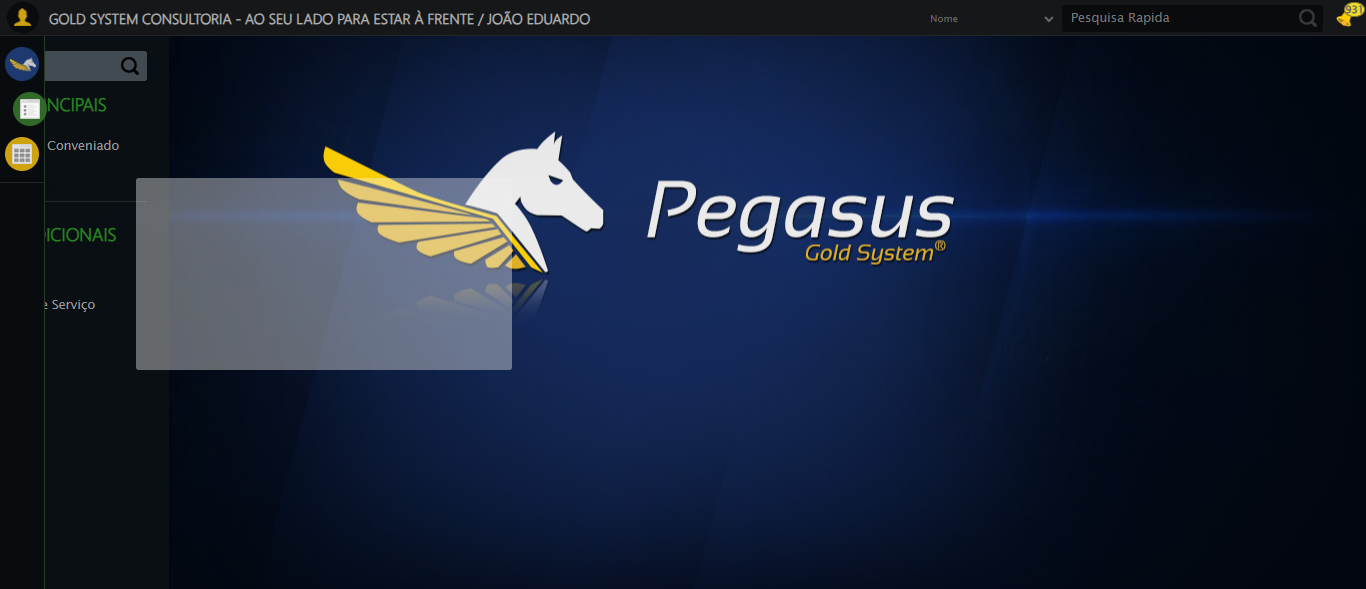 GOLD SYSTEM CONSULTORIA - AO SEU LADO PARA ESTAR À FRENTE / JOÃO EDUARDO
Nome
Pesquisa Rapida
931
NCIPAIS
Conveniado
DICIONAIS
e Serviço
Pegasus
Gold System®